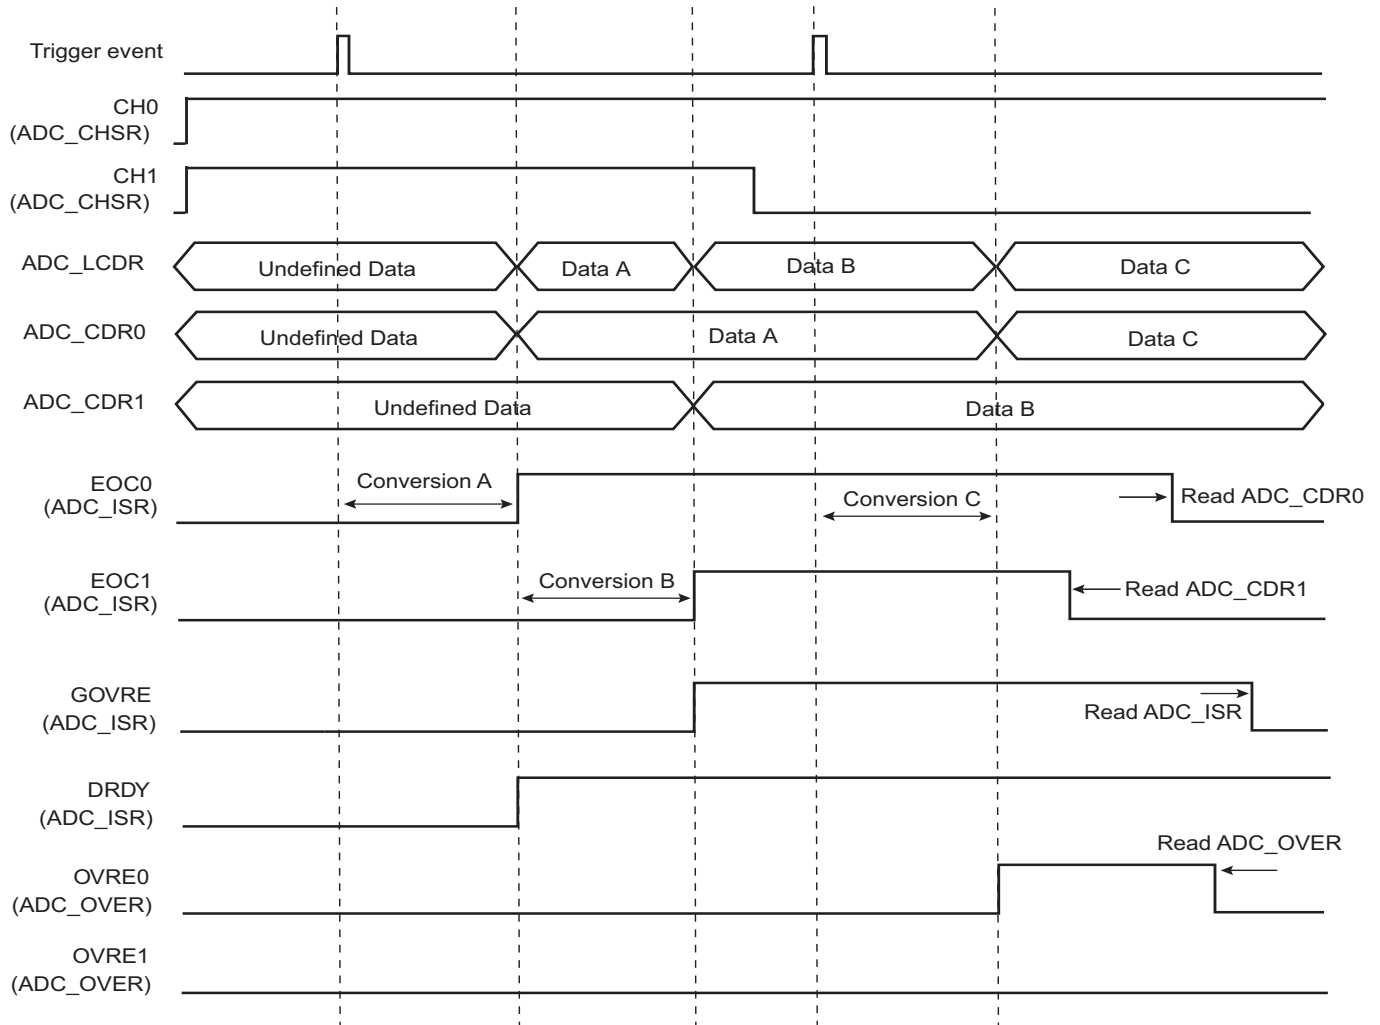 Trigger event
CH0
(ADC_CHSR)
CH1
(ADC_CHSR)
ADC_LCDR
Undefined Data
Data A
Data B
Data C
ADC_CDR0
Undefined Data
Data A
Data C
ADC_CDR1
Undefined Data
Data B
EOC0
(ADC_ISR)
Conversion A
Conversion C
Read ADC_CDR0
EOC1
(ADC_ISR)
Conversion B
Read ADC_CDR1
GOVRE
(ADC_ISR)
Read ADC_ISR
DRDY
(ADC_ISR)
Read ADC_OVER
OVRE0
(ADC_OVER)
OVRE1
(ADC_OVER)